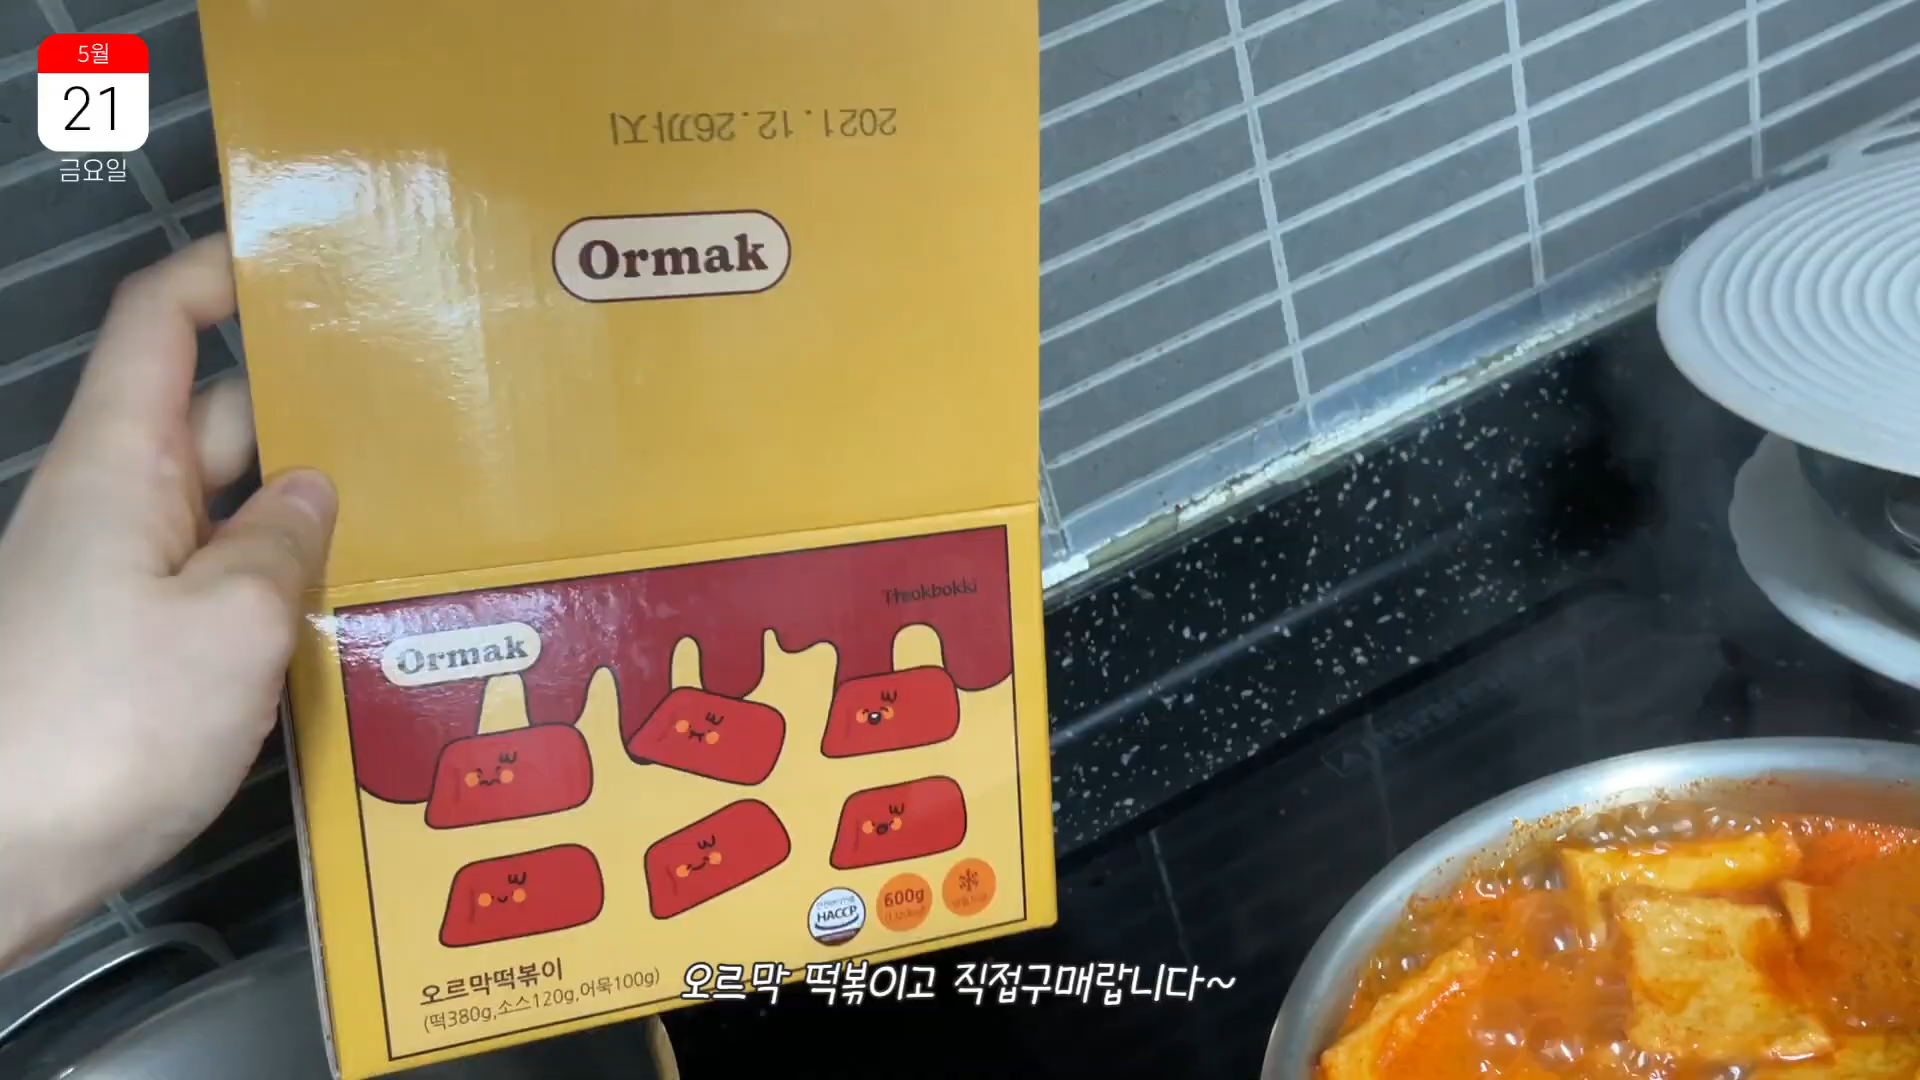 5월
21
금요일
2021.12.26까지
Ormak
Ormak
HACCP
600g
오르막떡볶이
(떡380g,소스120g,어묵100g)
오르막 떡볶이고 직접구매랍니다~